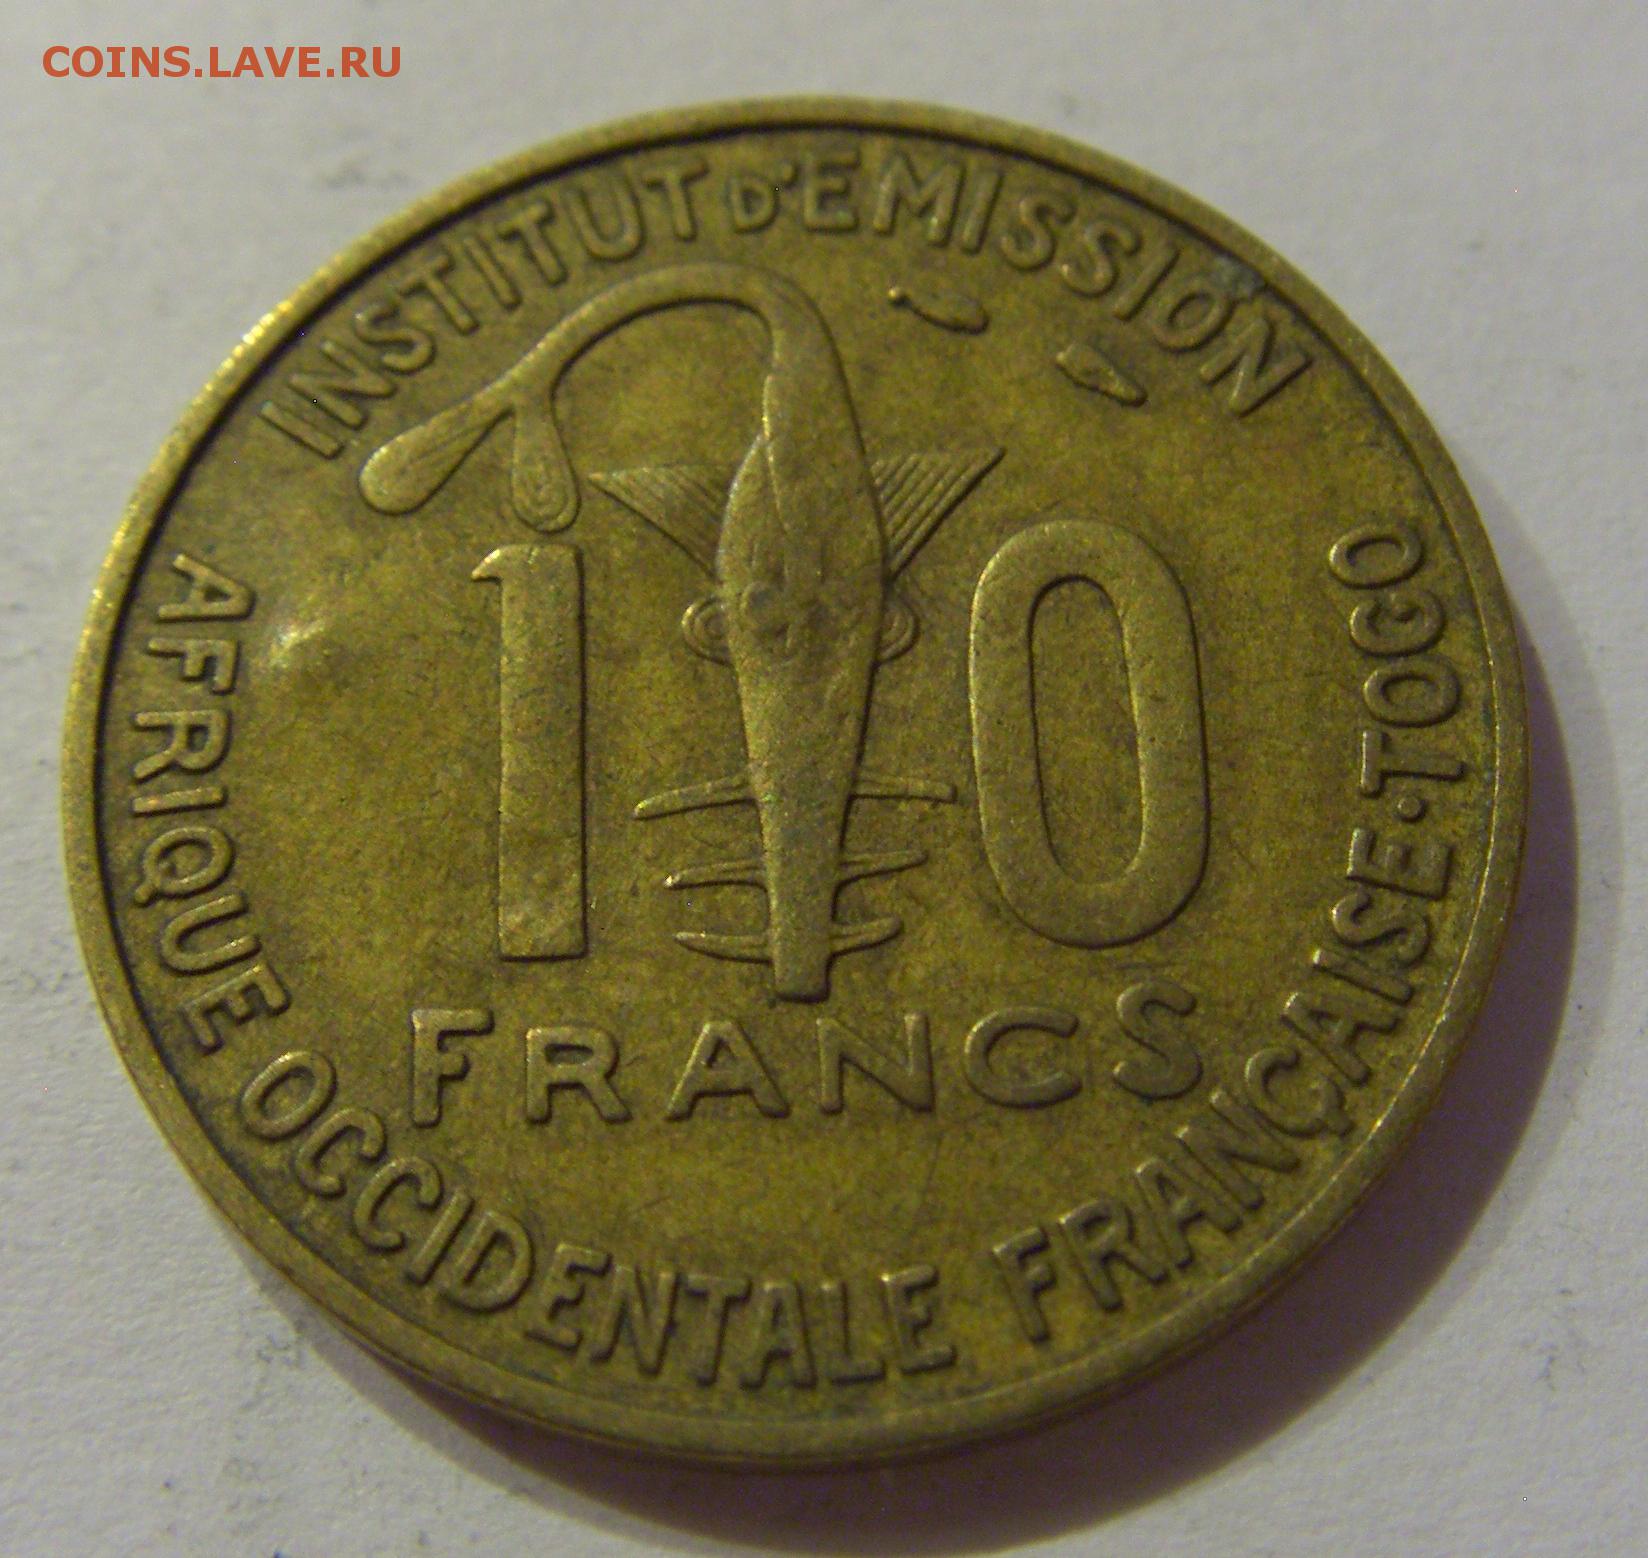 COINS.LAVE.RU
INSTITUT D'EMISSION
10
FRANCS
AFRIQUE OCCIDENTALE FRANÇAISE·TOGO